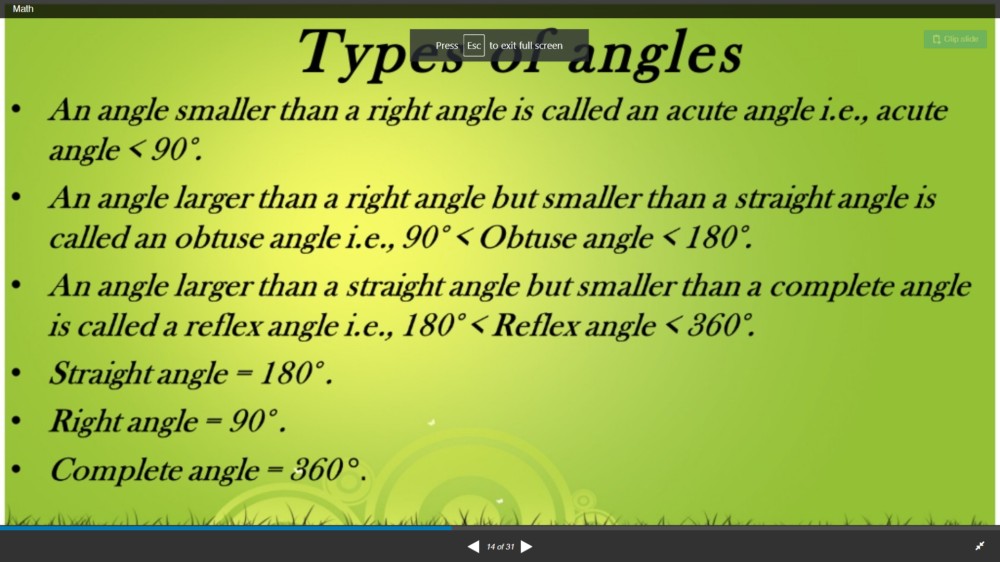 Math
Types of angles
Press Esc to exit full screen
Clip slide
• An angle smaller than a right angle is called an acute angle i.e., acute
angle < 90°.
• An angle larger than a right angle but smaller than a straight angle is
called an obtuse angle i.e., 90° < Obtuse angle < 180°.
• An angle larger than a straight angle but smaller than a complete angle
is called a reflex angle i.e., 180° < Reflex angle < 360°.
• Straight angle = 180° .
• Right angle = 90° .
• Complete angle = 360°.
14 of 31